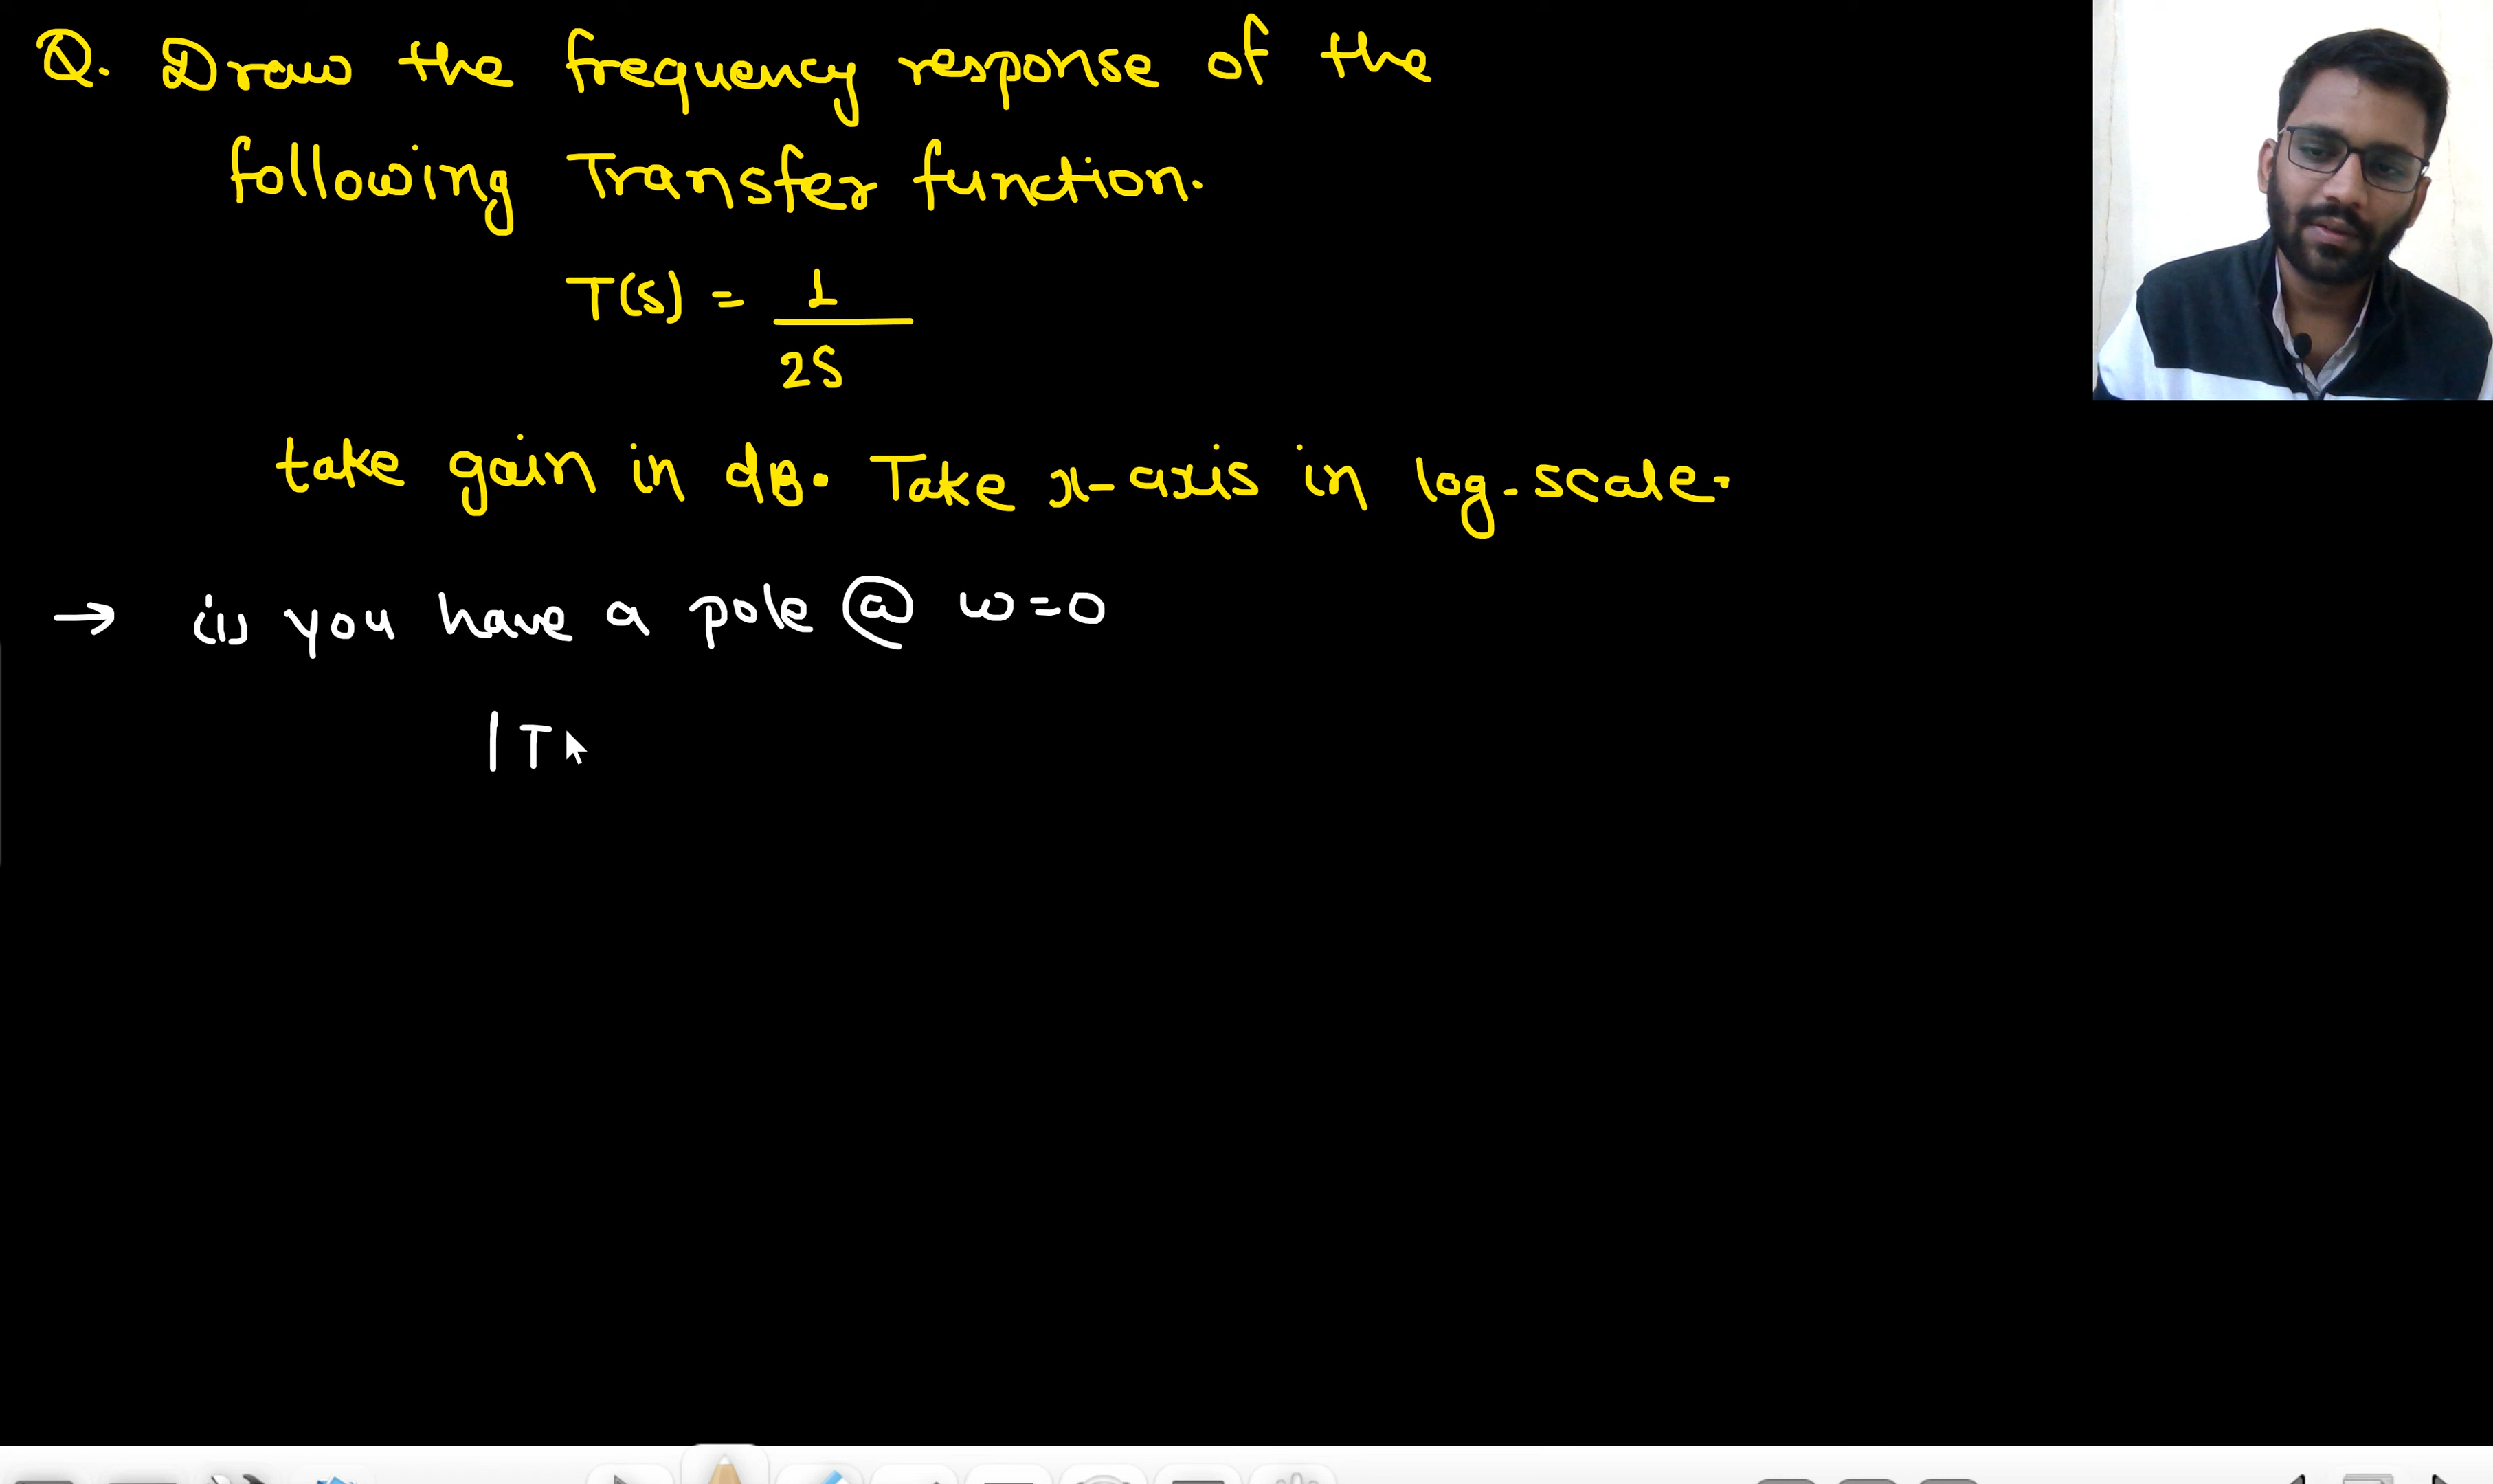 Q. Draw the frequency response of the
following Transfer function.
T(s) = 1
2s
take gain in dB. Take x-axis in log-scale.
→ (i) you have a pole @ ω=0
|T